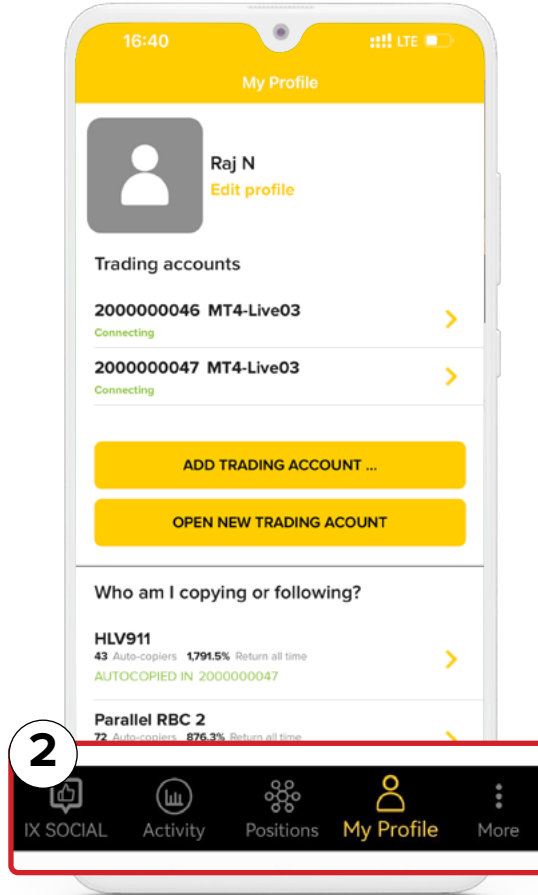 16:40
LTE
My Profile
Raj N
Edit profile
Trading accounts
2000000046 MT4-Live03
Connecting
2000000047 MT4-Live03
Connecting
ADD TRADING ACCOUNT ...
OPEN NEW TRADING ACOUNT
Who am I copying or following?
HLV911
43 Auto-copiers 1,791.5% Return all time
AUTOCOPIED IN 2000000047
Parallel RBC 2
72 Auto-copiers 876.3% Return all time
2
IX SOCIAL Activity Positions My Profile More